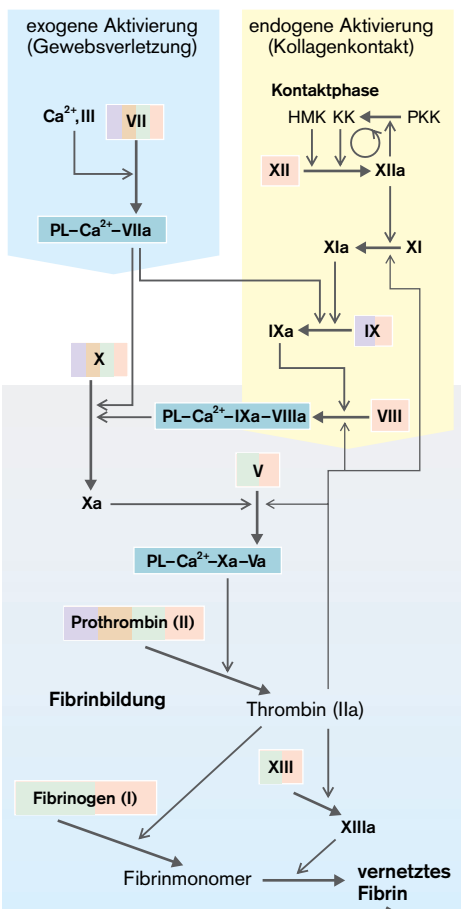 exogene Aktivierung
(Gewebsverletzung)
endogene Aktivierung
(Kollagenkontakt)
Kontaktphase
HMK KK PKK
Ca²⁺, III
VII
XII
XIIa
PL–Ca²⁺–VIIa
XIa
XI
IXa
IX
X
PL–Ca²⁺–IXa–VIIIa
VIII
V
Xa
PL–Ca²⁺–Xa–Va
Prothrombin (II)
Fibrinbildung
Thrombin (IIa)
XIII
Fibrinogen (I)
XIIIa
Fibrinmonomer
vernetztes
Fibrin